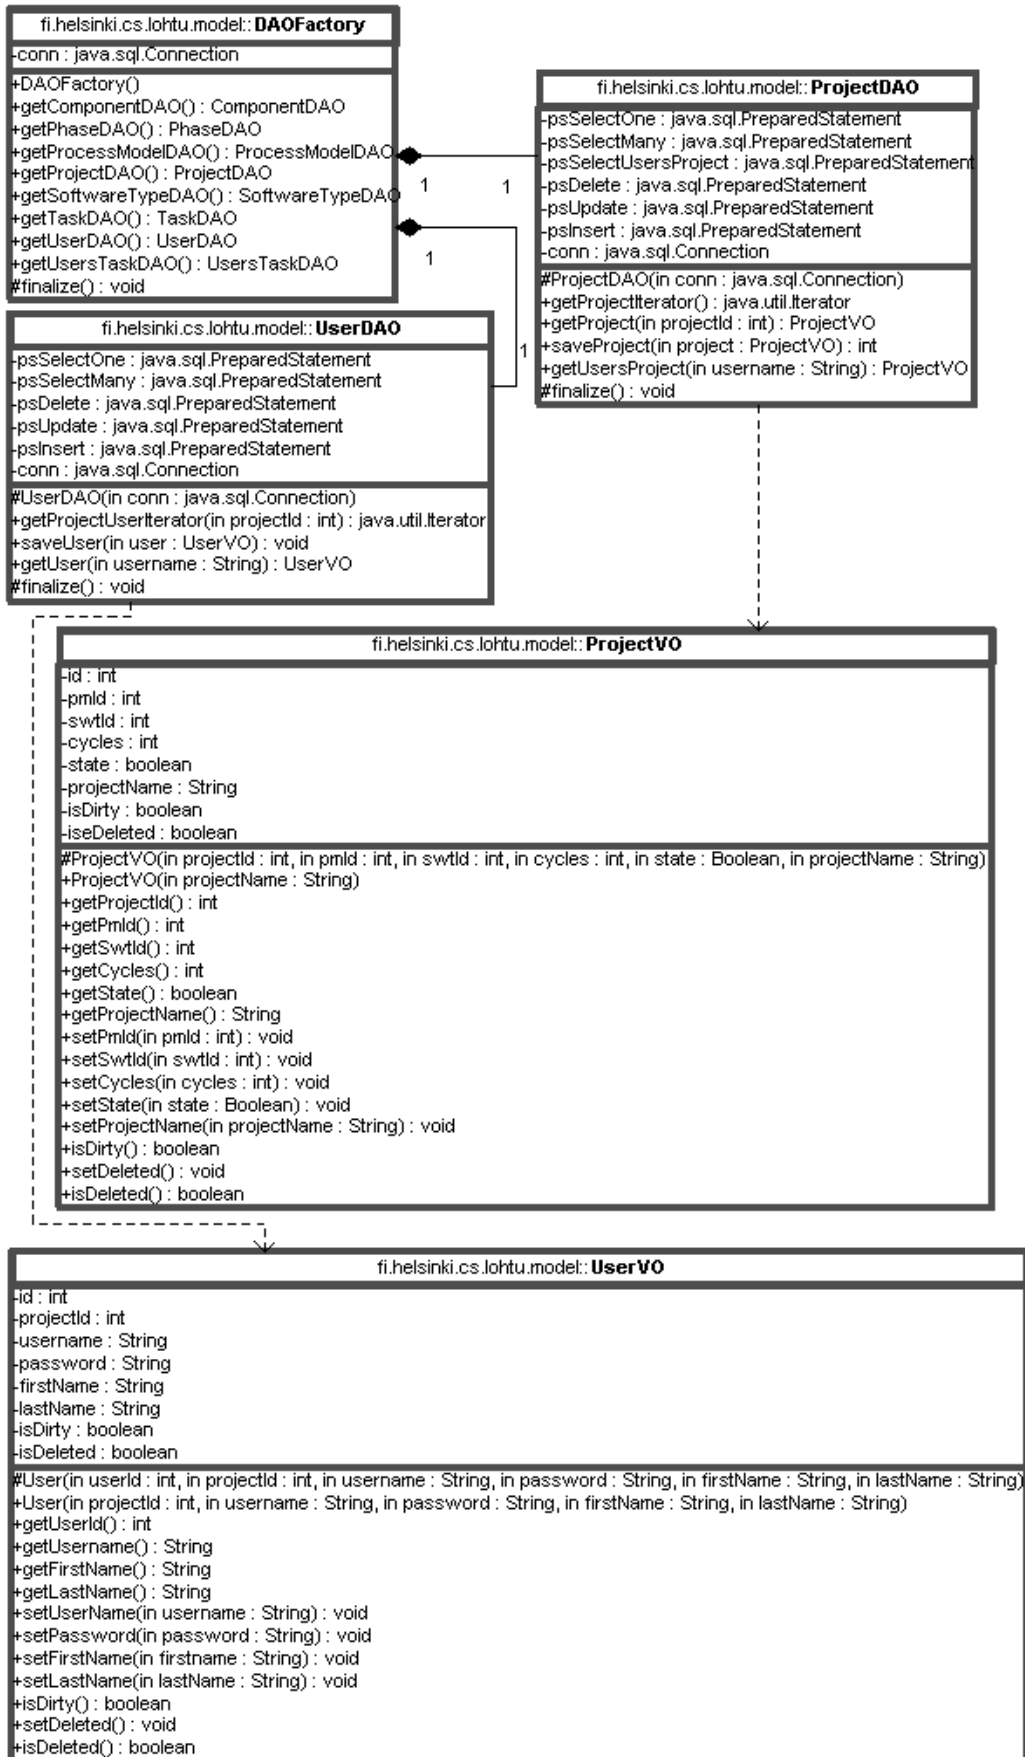 fi.helsinki.cs.lohtu.model::DAOFactory
-conn : java.sql.Connection
+DAOFactory()
+getComponentDAO() : ComponentDAO
+getPhaseDAO() : PhaseDAO
+getProcessModelDAO() : ProcessModelDAO
+getProjectDAO() : ProjectDAO
+getSoftwareTypeDAO() : SoftwareTypeDAO
+getTaskDAO() : TaskDAO
+getUserDAO() : UserDAO
+getUsersTaskDAO() : UsersTaskDAO
#finalize() : void
1
1
1
1
fi.helsinki.cs.lohtu.model::ProjectDAO
-psSelectOne : java.sql.PreparedStatement
-psSelectMany : java.sql.PreparedStatement
-psSelectUsersProject : java.sql.PreparedStatement
-psDelete : java.sql.PreparedStatement
-psUpdate : java.sql.PreparedStatement
-psInsert : java.sql.PreparedStatement
-conn : java.sql.Connection
#ProjectDAO(in conn : java.sql.Connection)
+getProjectIterator() : java.util.Iterator
+getProject(in projectId : int) : ProjectVO
+saveProject(in project : ProjectVO) : int
+getUsersProject(in username : String) : ProjectVO
#finalize() : void
fi.helsinki.cs.lohtu.model::UserDAO
-psSelectOne : java.sql.PreparedStatement
-psSelectMany : java.sql.PreparedStatement
-psDelete : java.sql.PreparedStatement
-psUpdate : java.sql.PreparedStatement
-psInsert : java.sql.PreparedStatement
-conn : java.sql.Connection
#UserDAO(in conn : java.sql.Connection)
+getProjectUserIterator(in projectId : int) : java.util.Iterator
+saveUser(in user : UserVO) : void
+getUser(in username : String) : UserVO
#finalize() : void
fi.helsinki.cs.lohtu.model::ProjectVO
-id : int
-pmId : int
-swtId : int
-cycles : int
-state : boolean
-projectName : String
-isDirty : boolean
-iseDeleted : boolean
#ProjectVO(in projectId : int, in pmId : int, in swtId : int, in cycles : int, in state : Boolean, in projectName : String)
+ProjectVO(in projectName : String)
+getProjectId() : int
+getPmId() : int
+getSwtId() : int
+getCycles() : int
+getState() : boolean
+getProjectName() : String
+setPmId(in pmId : int) : void
+setSwtId(in swtId : int) : void
+setCycles(in cycles : int) : void
+setState(in state : Boolean) : void
+setProjectName(in projectName : String) : void
+isDirty() : boolean
+setDeleted() : void
+isDeleted() : boolean
fi.helsinki.cs.lohtu.model::UserVO
-id : int
-projectId : int
-username : String
-password : String
-firstName : String
-lastName : String
-isDirty : boolean
-isDeleted : boolean
#User(in userId : int, in projectId : int, in username : String, in password : String, in firstName : String, in lastName : String)
+User(in projectId : int, in username : String, in password : String, in firstName : String, in lastName : String)
+getUserId() : int
+getUsername() : String
+getFirstName() : String
+getLastName() : String
+setUserName(in username : String) : void
+setPassword(in password : String) : void
+setFirstName(in firstname : String) : void
+setLastName(in lastName : String) : void
+isDirty() : boolean
+setDeleted() : void
+isDeleted() : boolean